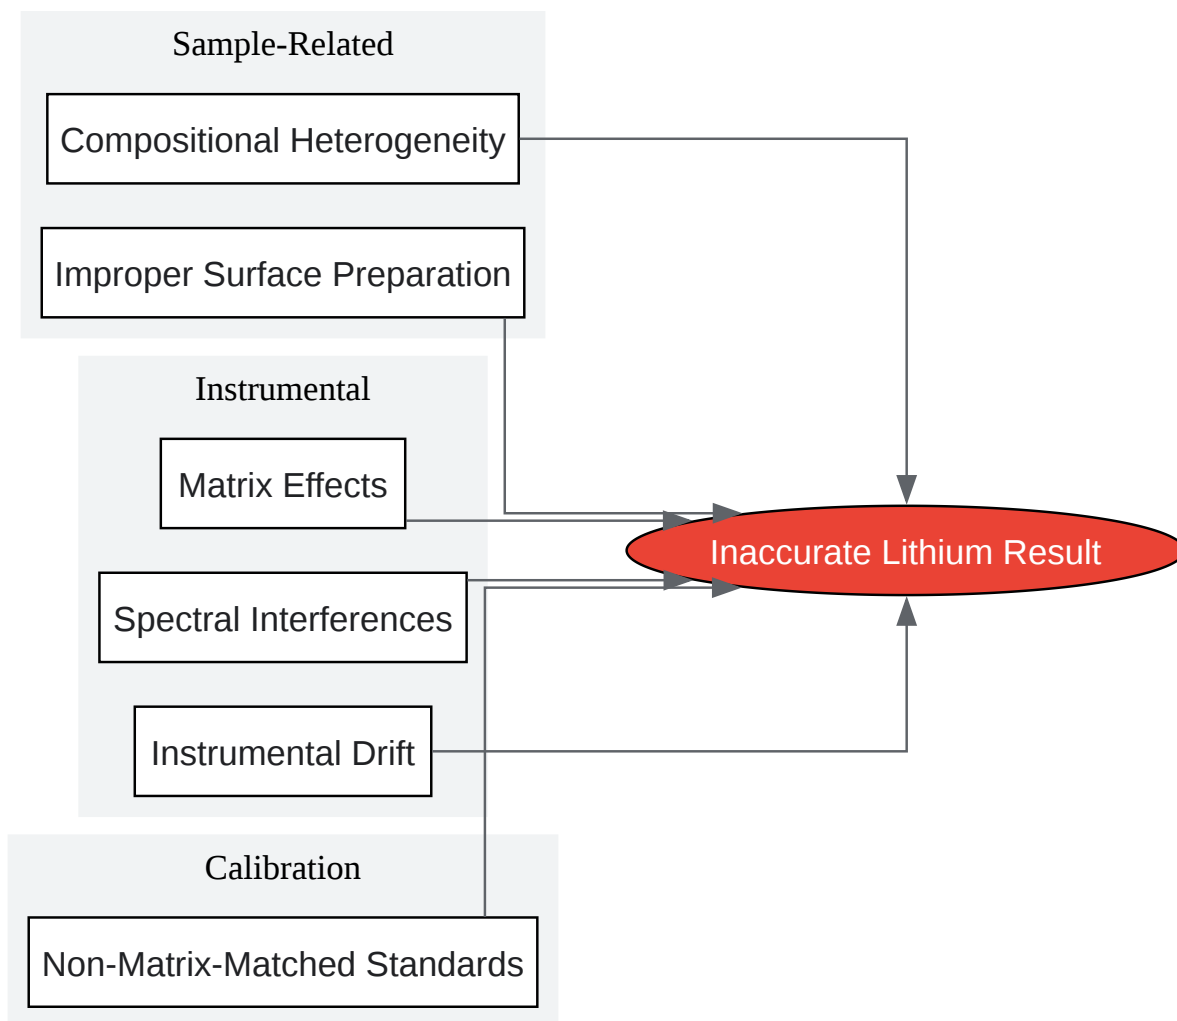 Sample-Related
Compositional Heterogeneity
Improper Surface Preparation
Instrumental
Matrix Effects
Spectral Interferences
Instrumental Drift
Calibration
Non-Matrix-Matched Standards
Inaccurate Lithium Result